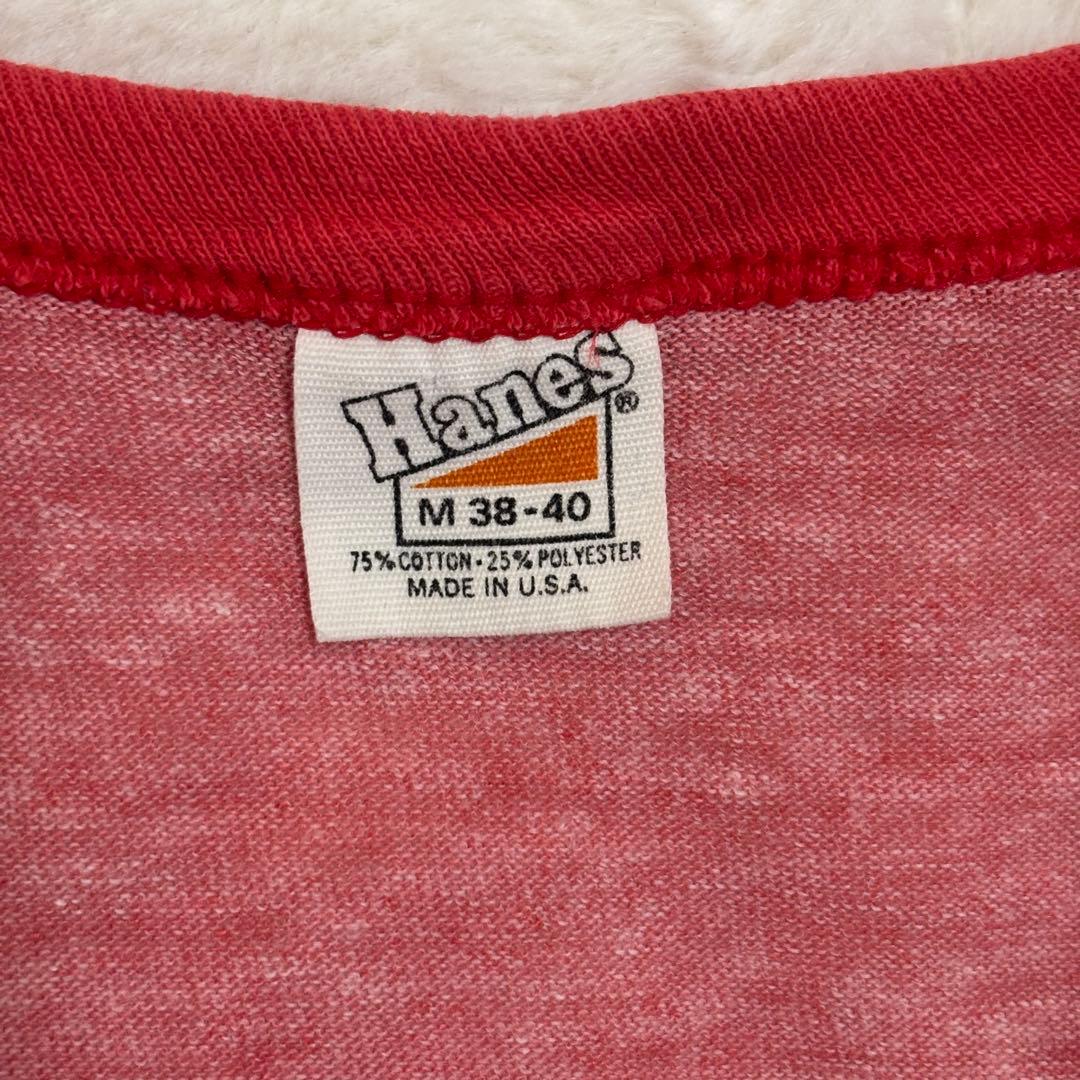 Hanes®
M 38-40
75% COTTON-25% POLYESTER
MADE IN U.S.A.